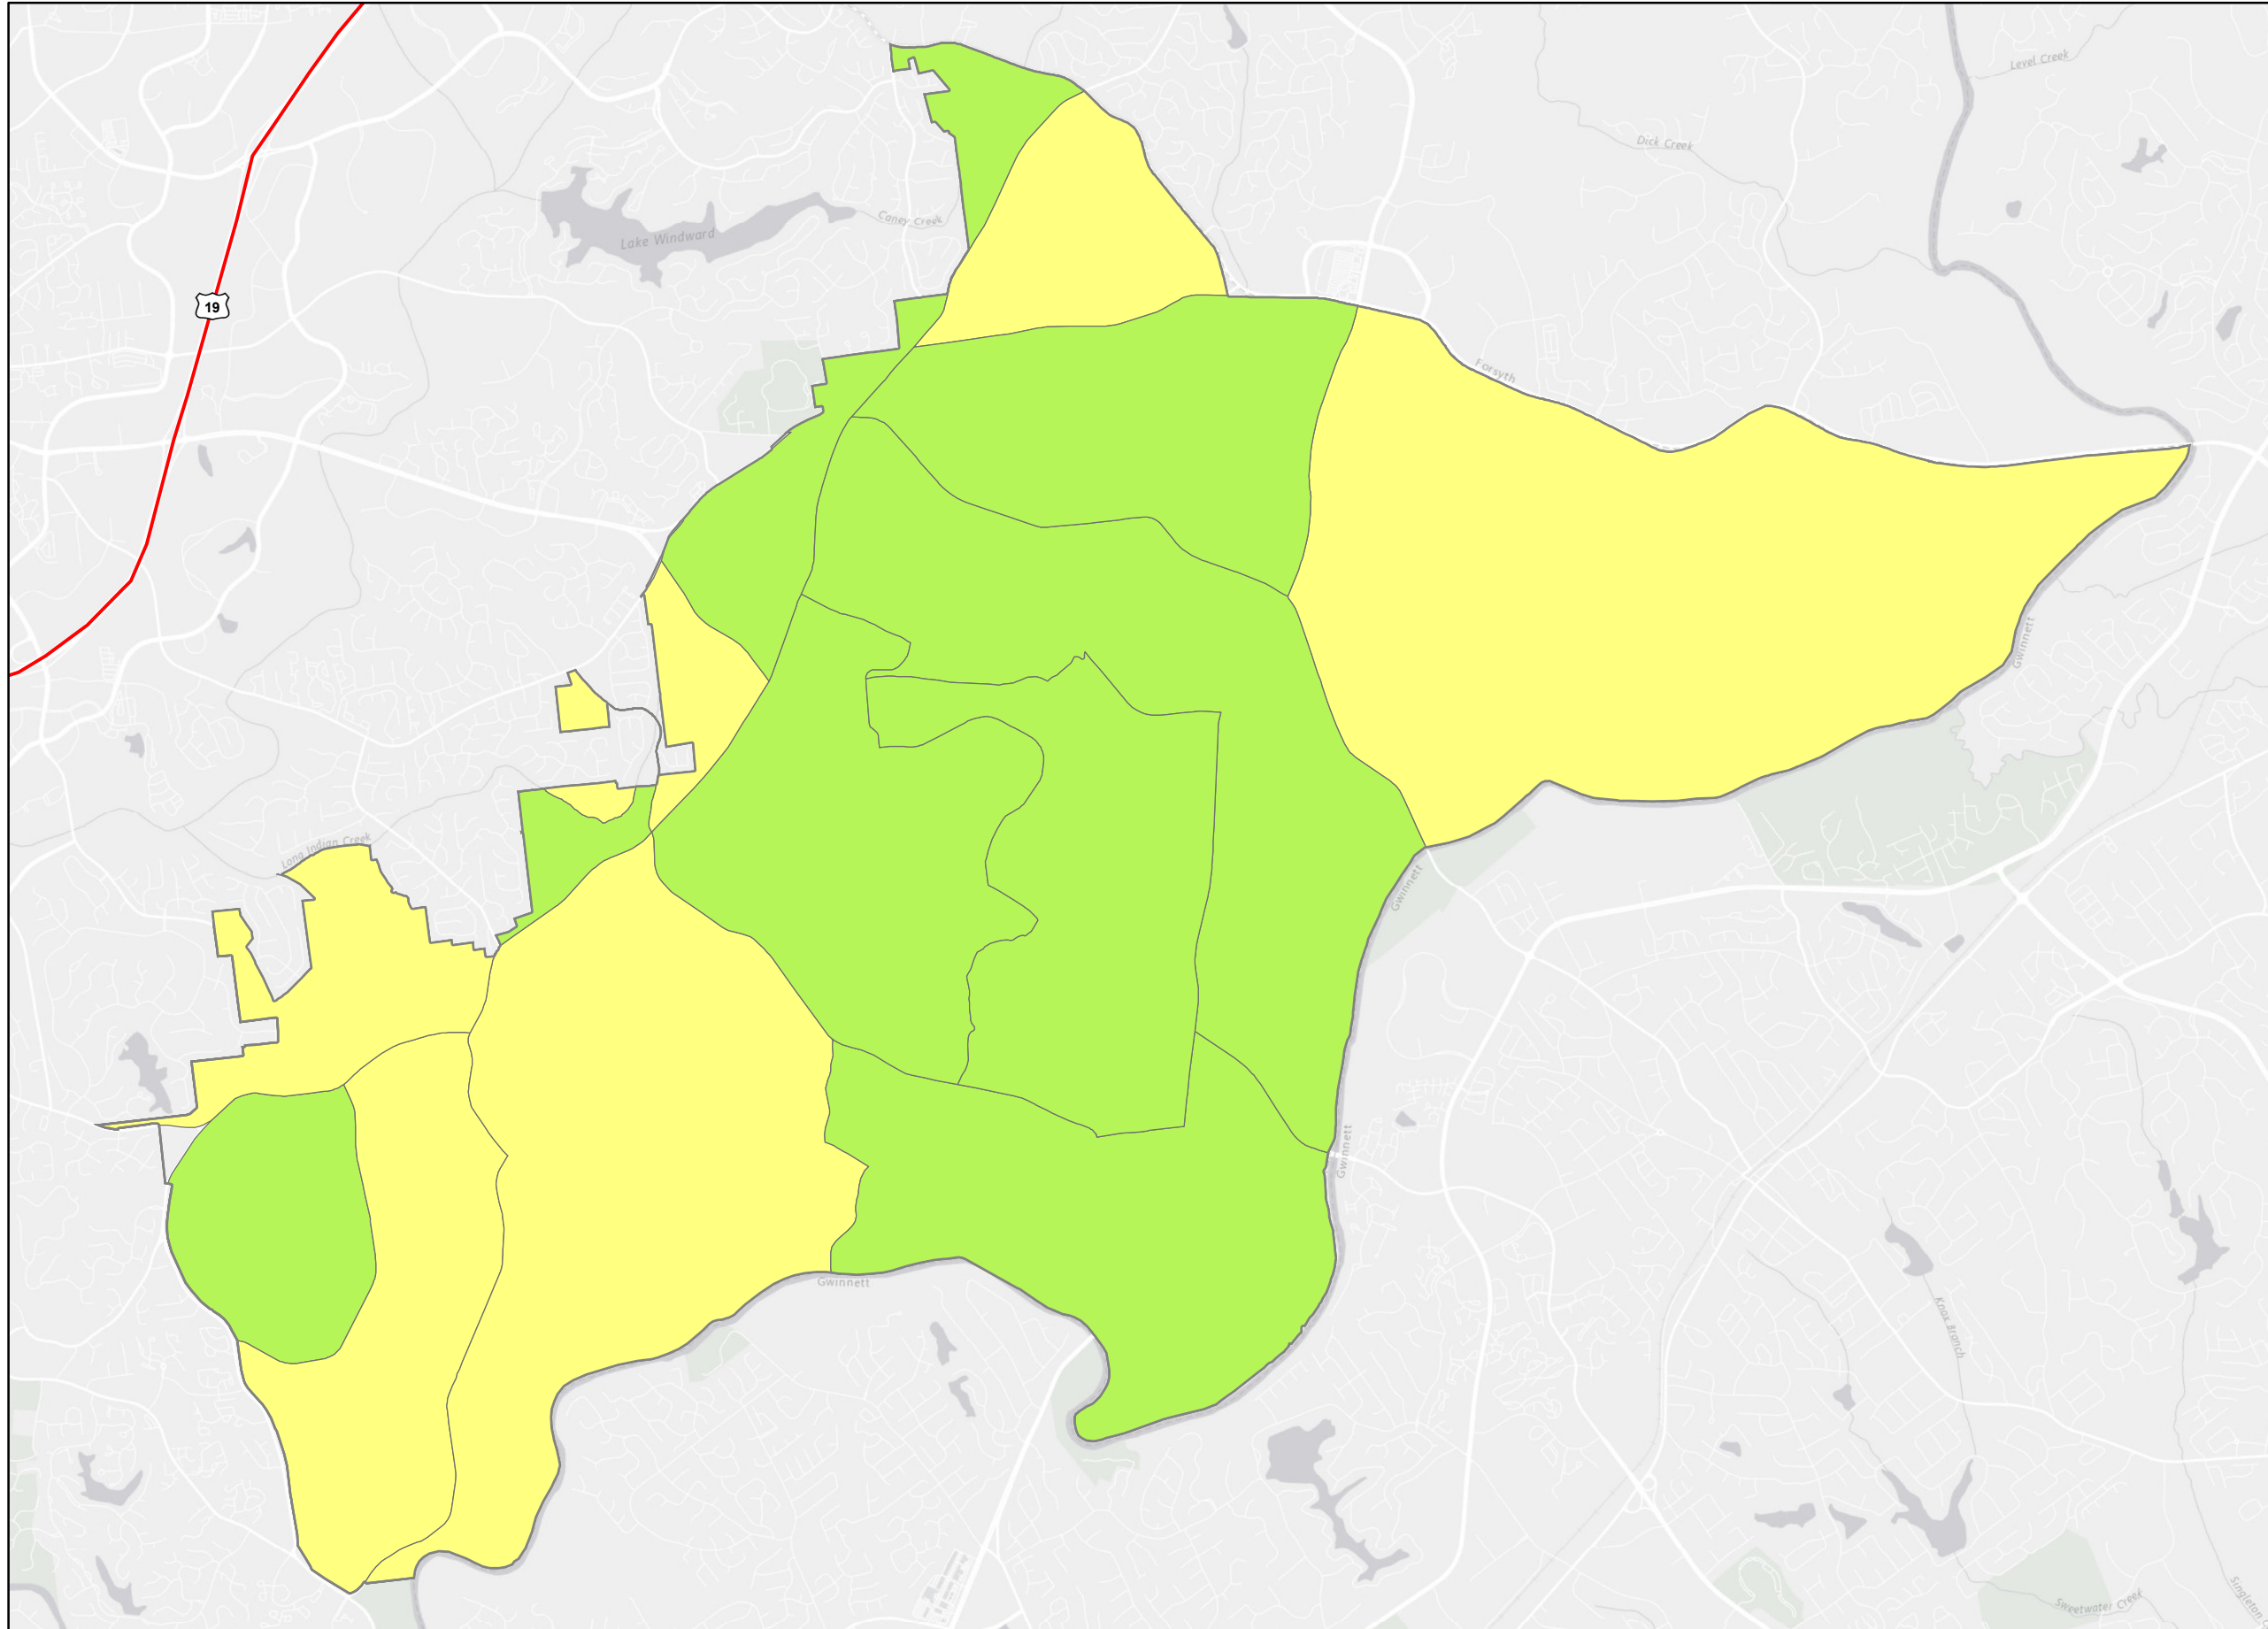 Level Creek
Dick Creek
Caney Creek
Lake Windward
19
Forsyth
Gwinnett
Long Indian Creek
Gwinnett
Gwinnett
Gwinnett
Knox Branch
Sweetwater Creek
Singleton